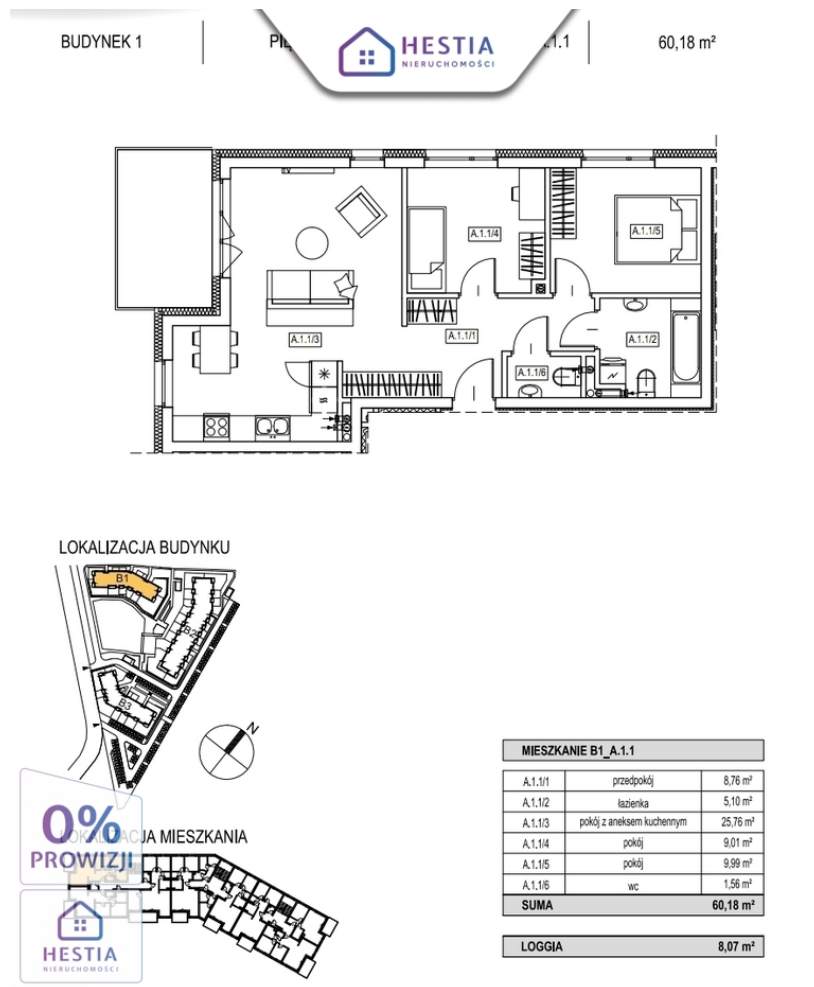 BUDYNEK 1
HESTIA
NIERUCHOMOŚCI
60,18 m²
A.1.1/4
A.1.1/5
A.1.1/3
A.1.1/1
A.1.1/2
A.1.1/6
LOKALIZACJA BUDYNKU
B1
B2
B3
N
MIESZKANIE B1_A.1.1
A.1.1/1 przedpokój 8,76 m²
A.1.1/2 łazienka 5,10 m²
A.1.1/3 pokój z aneksem kuchennym 25,76 m²
A.1.1/4 pokój 9,01 m²
A.1.1/5 pokój 9,99 m²
A.1.1/6 wc 1,56 m²
SUMA 60,18 m²
LOGGIA 8,07 m²
0%
PROWIZJI
LOKALIZACJA MIESZKANIA
HESTIA
NIERUCHOMOŚCI